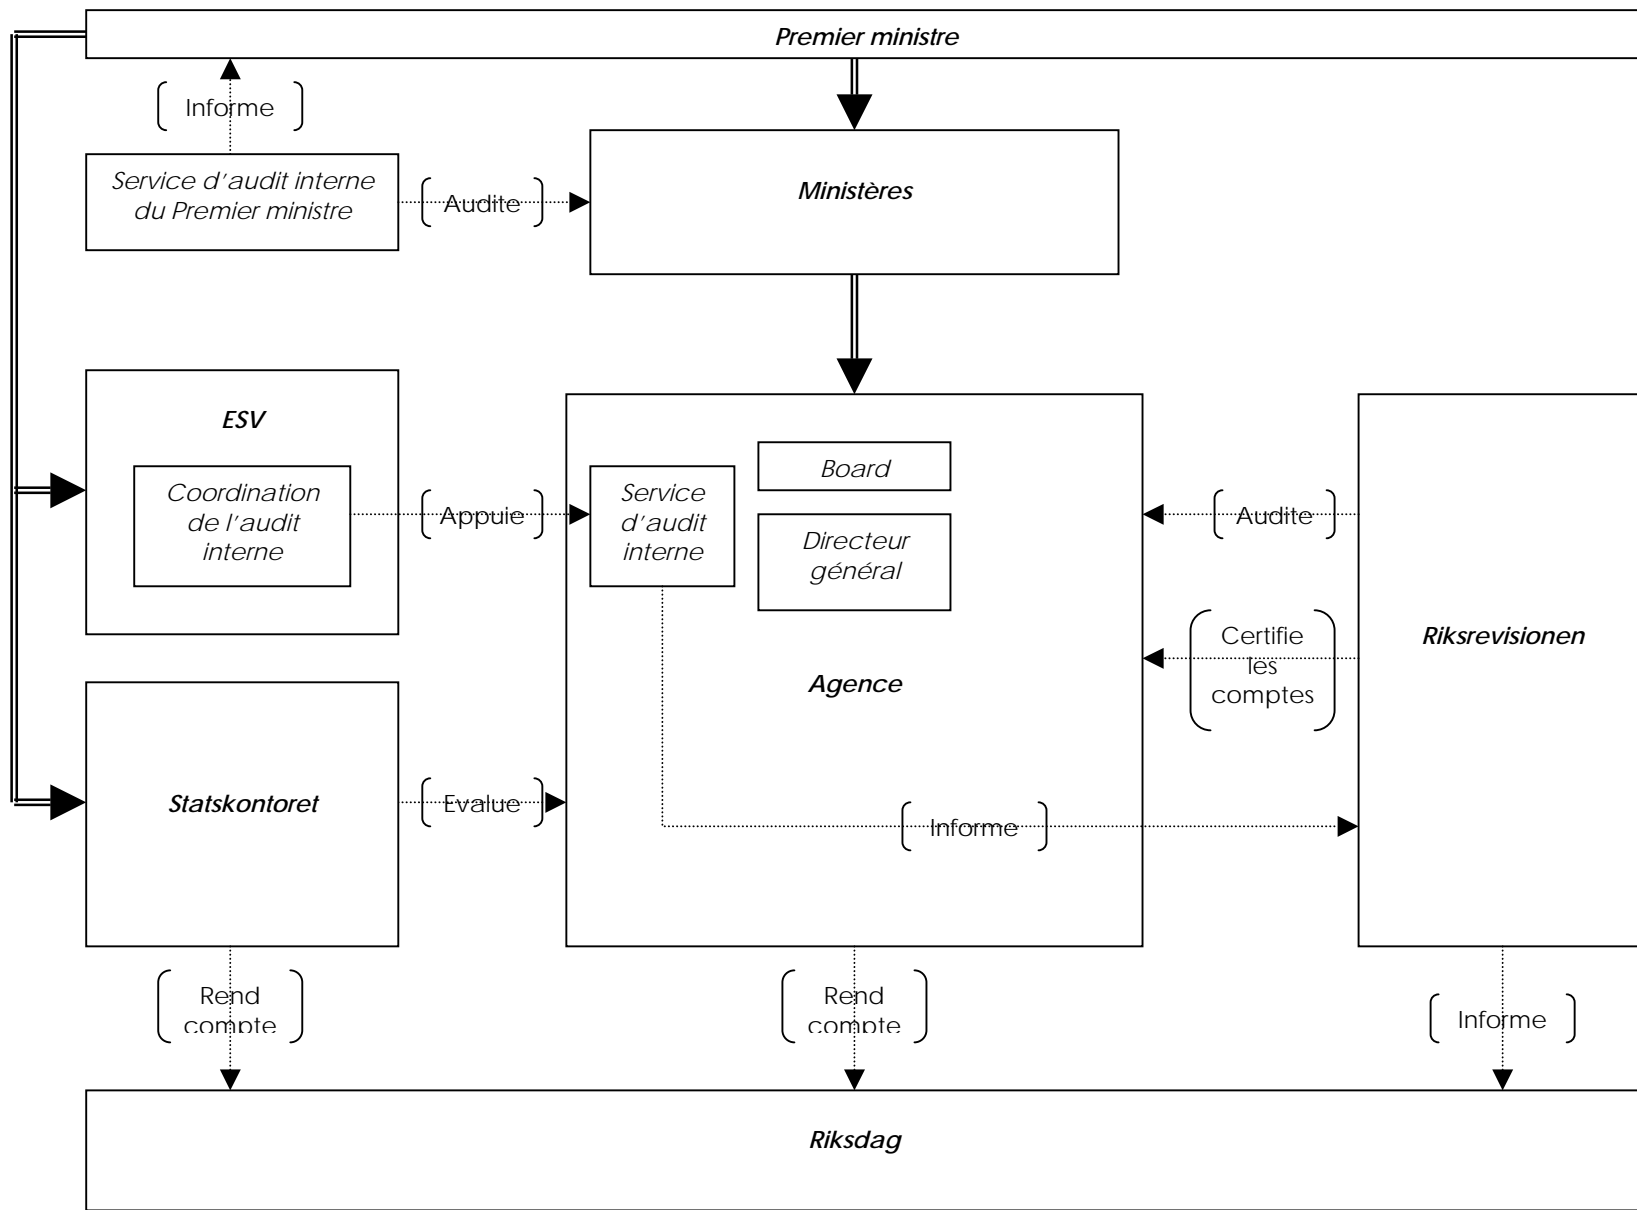 Premier ministre
Informe
Service d’audit interne
du Premier ministre
Audite
Ministères
ESV
Coordination
de l’audit
interne
Appuie
Service
d’audit
interne
Board
Directeur
général
Agence
Audite
Certifie
les
comptes
Riksrevisionen
Statskontoret
Evalue
Informe
Rend
compte
Rend
compte
Informe
Riksdag